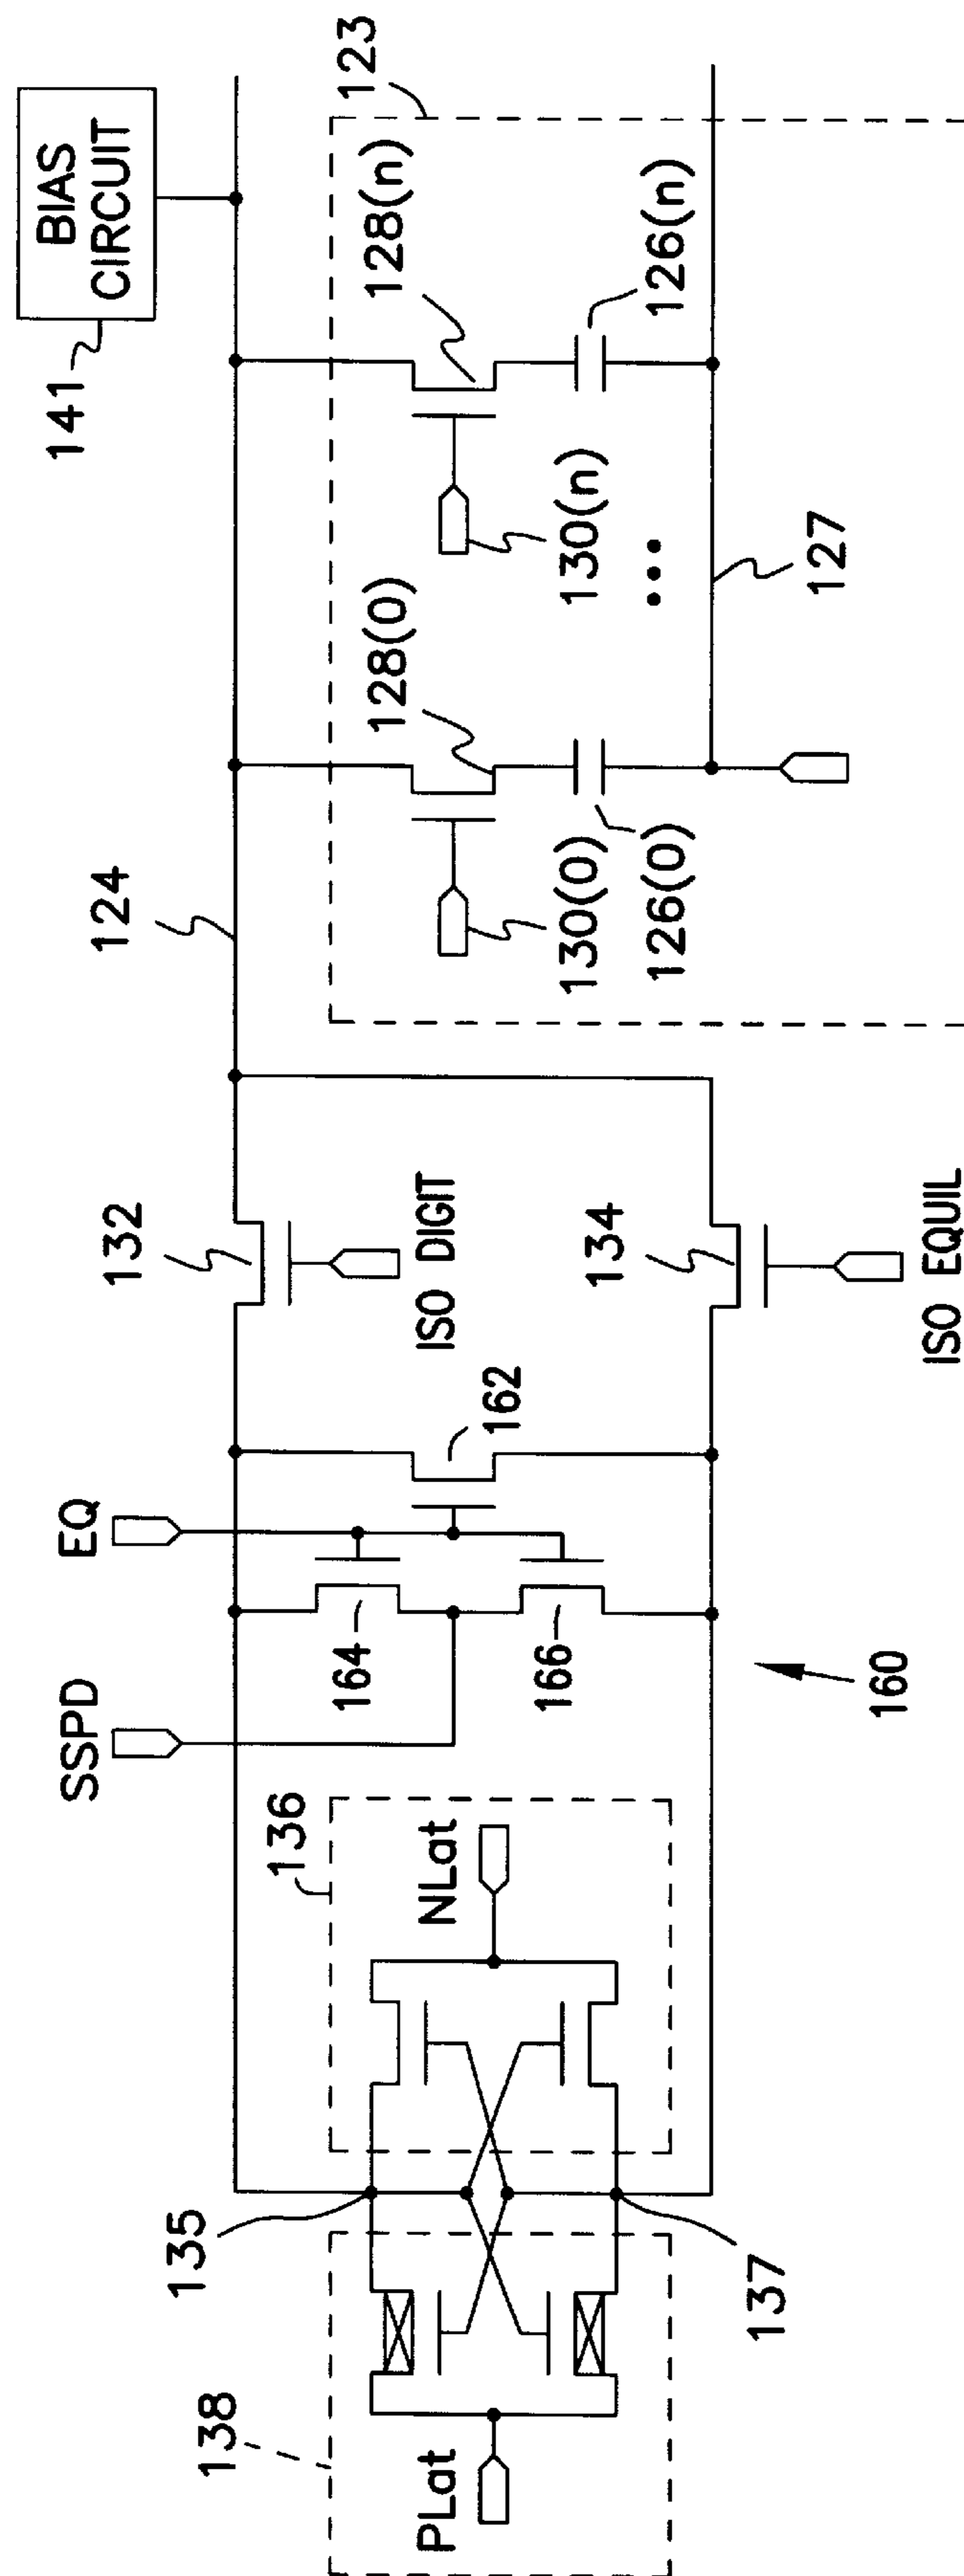 BIAS
CIRCUIT
141
123
128(n)
126(n)
130(n)
128(0)
127
124
130(0)
126(0)
132
ISO DIGIT
134
ISO EQUIL
162
EQ
164
166
160
SSPD
136
NLat
135
137
138
PLat